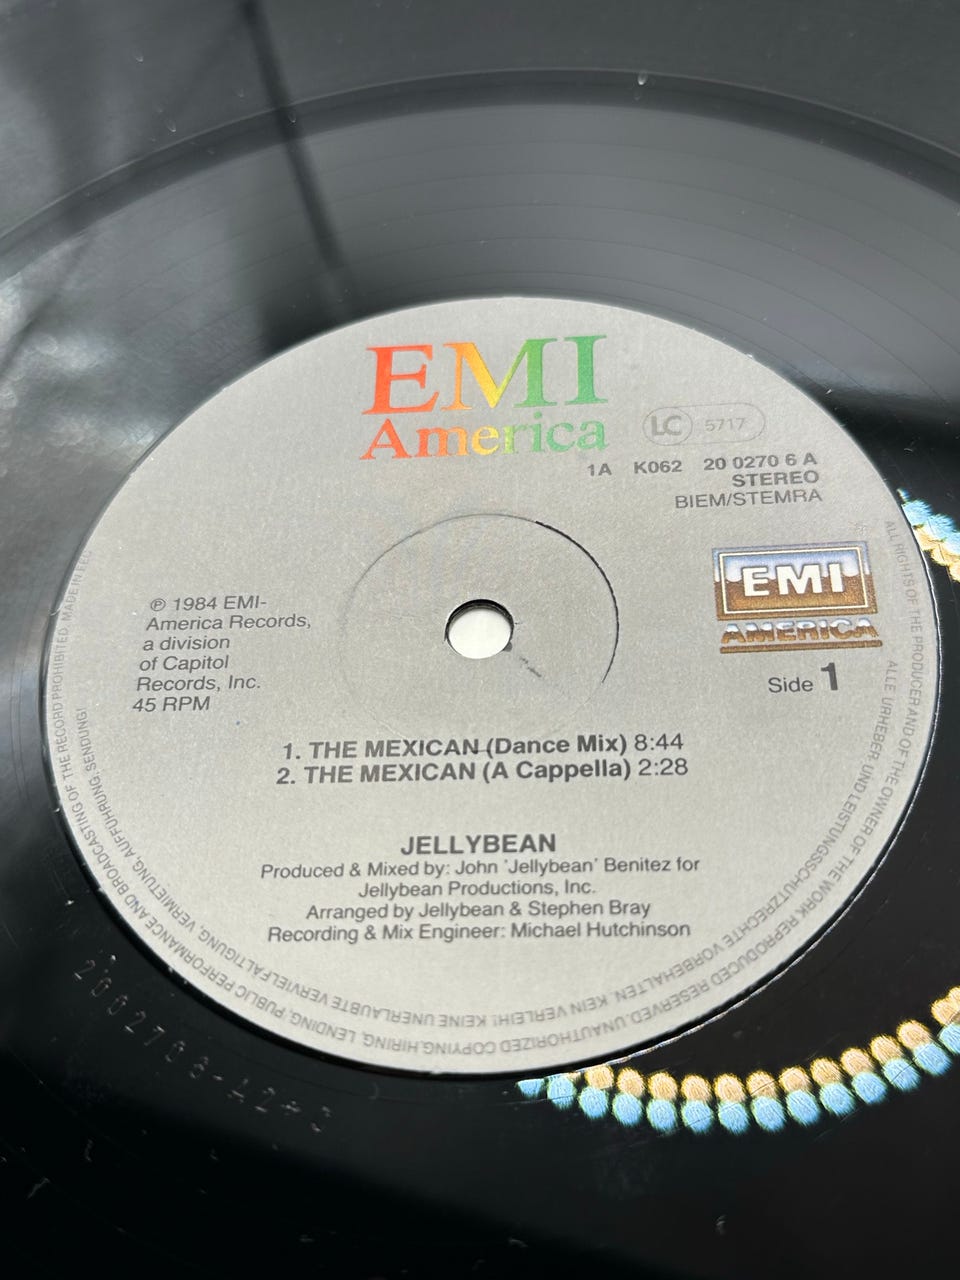 EMI
America
LC 5717
1A K062 20 0270 6 A
STEREO
BIEM/STEMRA
EMI
AMERICA
Side 1
℗ 1984 EMI-
America Records,
a division
of Capitol
Records, Inc.
45 RPM
1. THE MEXICAN (Dance Mix) 8:44
2. THE MEXICAN (A Cappella) 2:28
JELLYBEAN
Produced & Mixed by: John 'Jellybean' Benitez for
Jellybean Productions, Inc.
Arranged by Jellybean & Stephen Bray
Recording & Mix Engineer: Michael Hutchinson
ALL RIGHTS OF THE PRODUCER AND OF THE OWNER OF THE WORK REPRODUCED RESERVED. UNAUTHORIZED COPYING, HIRING, LENDING, PUBLIC PERFORMANCE AND BROADCASTING OF THE RECORD PROHIBITED. MADE IN EEC
ALLE URHEBER- UND LEISTUNGSSCHUTZRECHTE VORBEHALTEN. KEIN VERLEIH! KEINE UNERLAUBTE VERVIELFÄLTIGUNG, VERMIETUNG, AUFFÜHRUNG, SENDUNG!